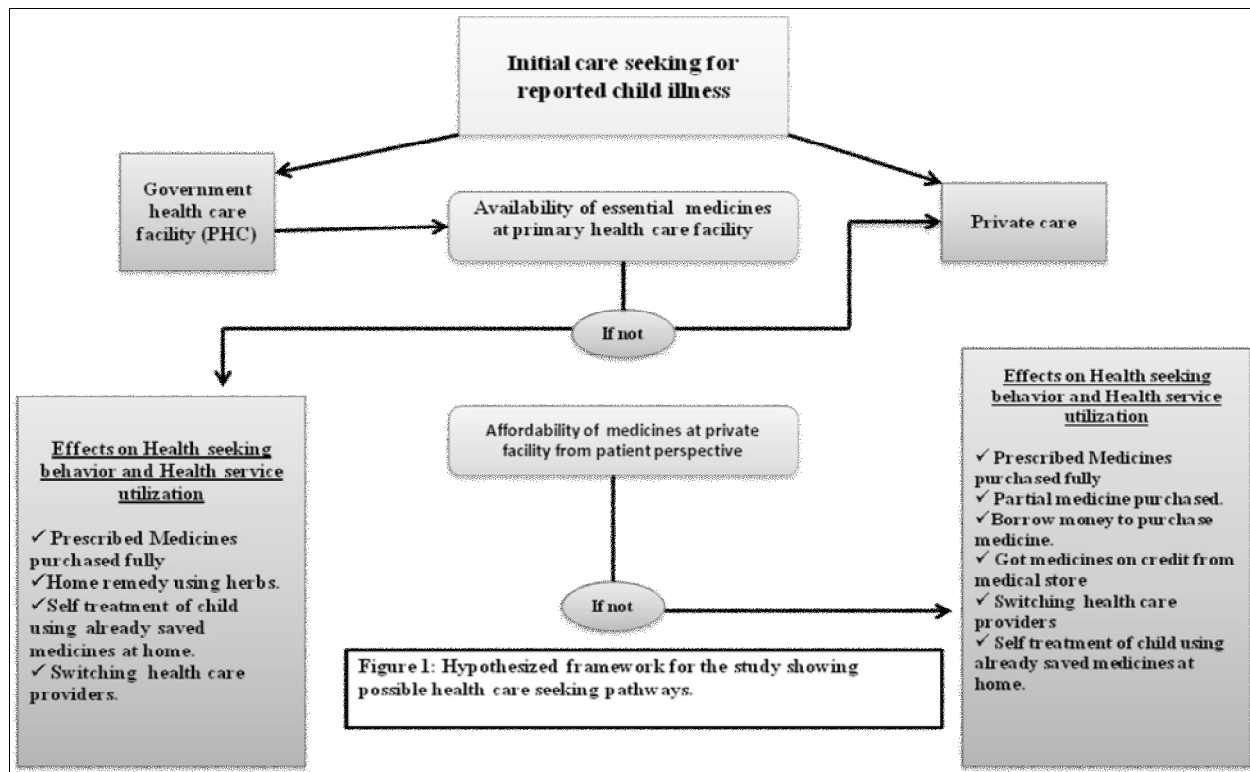 Initial care seeking for
reported child illness
Government
health care
facility (PHC)
Availability of essential medicines
at primary health care facility
Private care
If not
Effects on Health seeking
behavior and Health service
utilization
✓ Prescribed Medicines
purchased fully
✓ Home remedy using herbs.
✓ Self treatment of child
using already saved
medicines at home.
✓ Switching health care
providers.
Affordability of medicines at private
facility from patient perspective
If not
Effects on Health seeking
behavior and Health service
utilization
✓ Prescribed Medicines
purchased fully
✓ Partial medicine purchased.
✓ Borrow money to purchase
medicine.
✓ Got medicines on credit from
medical store
✓ Switching health care
providers
✓ Self treatment of child using
already saved medicines at
home.
Figure 1: Hypothesized framework for the study showing
possible health care seeking pathways.